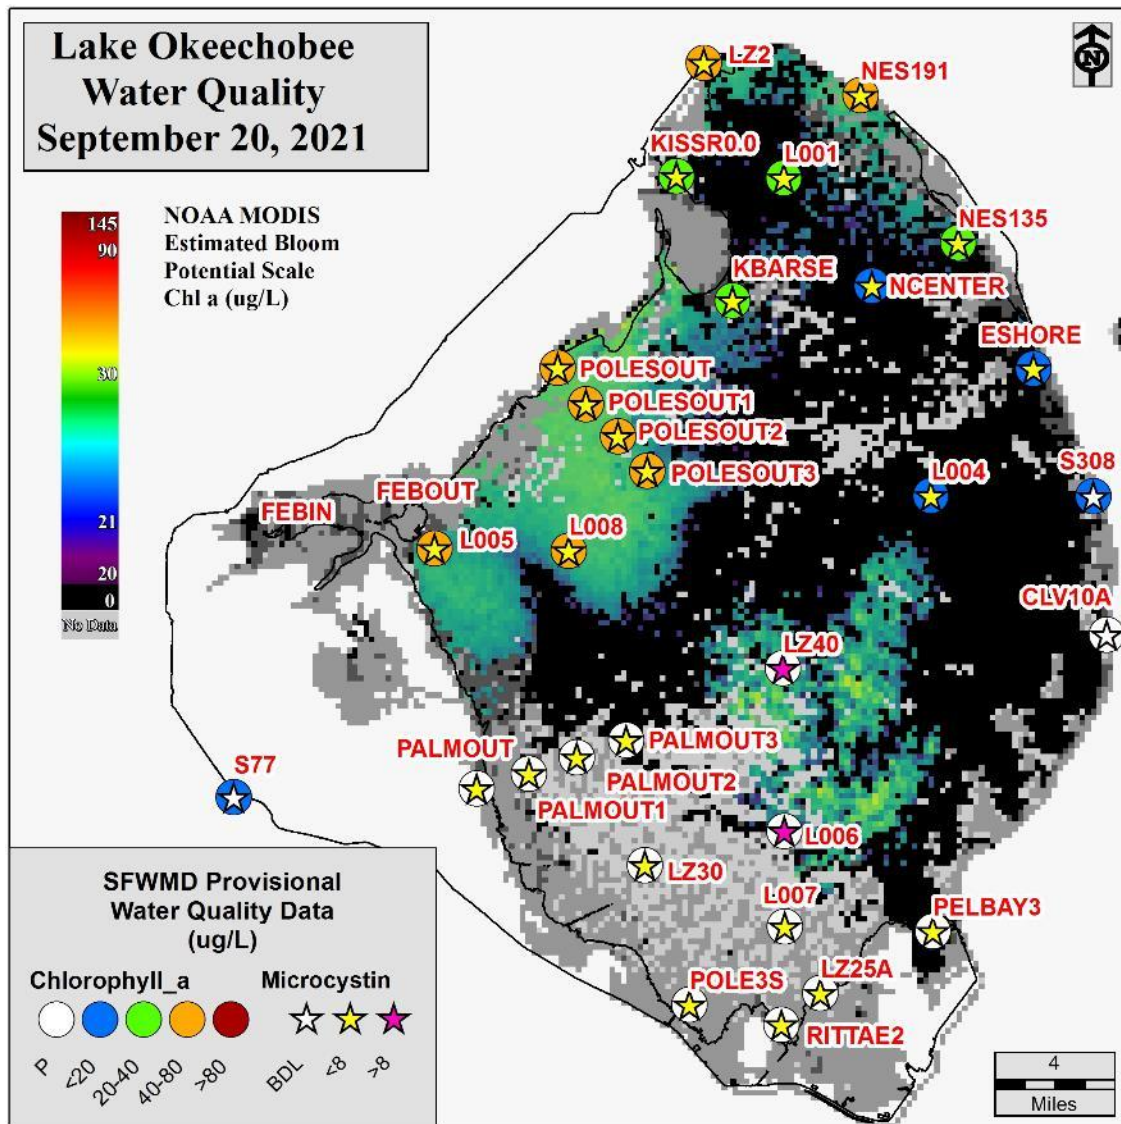 Lake Okeechobee
Water Quality
September 20, 2021
N
LZ2
NES191
KISSR0.0
L001
NOAA MODIS
Estimated Bloom
Potential Scale
Chl a (ug/L)
145
90
30
21
20
0
No Data
NES135
KBARSE
NCENTER
ESHORE
POLESOUT
POLESOUT1
POLESOUT2
POLESOUT3
L004
S308
FEBOUT
FEBIN
L005
L008
CLV10A
LZ40
PALMOUT
PALMOUT3
PALMOUT2
PALMOUT1
S77
L006
LZ30
L007
PELBAY3
LZ25A
POLE3S
RITTAE2
SFWMD Provisional
Water Quality Data
(ug/L)
Chlorophyll_a
Microcystin
P
<20
20-40
40-80
>80
BDL
<8
>8
4
Miles